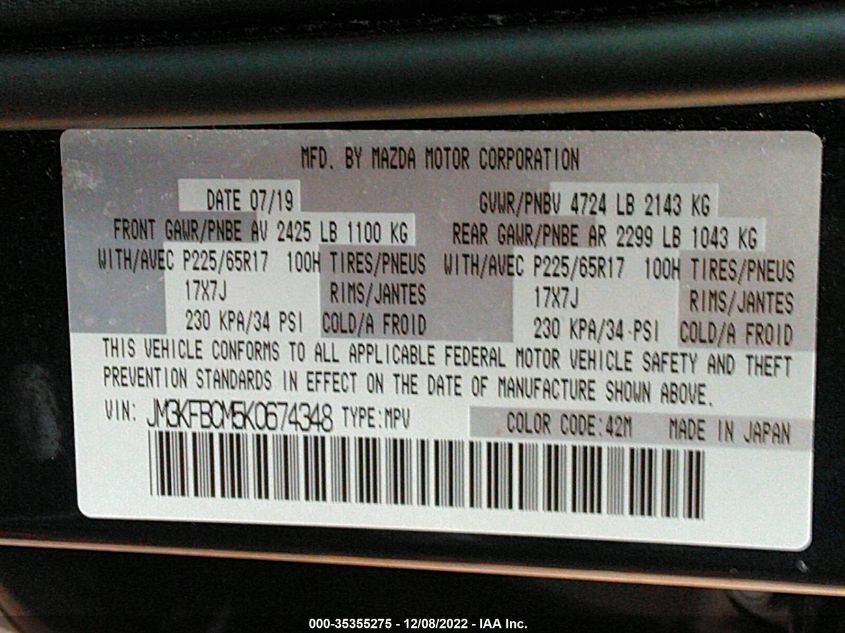 MFD. BY MAZDA MOTOR CORPORATION
DATE 07/19 GVWR/PNBV 4724 LB 2143 KG
FRONT GAWR/PNBE AV 2425 LB 1100 KG REAR GAWR/PNBE AR 2299 LB 1043 KG
WITH/AVEC P225/65R17 100H TIRES/PNEUS WITH/AVEC P225/65R17 100H TIRES/PNEUS
17X7J RIMS/JANTES 17X7J RIMS/JANTES
230 KPA/34 PSI COLD/A FROID 230 KPA/34 PSI COLD/A FROID
THIS VEHICLE CONFORMS TO ALL APPLICABLE FEDERAL MOTOR VEHICLE SAFETY AND THEFT
PREVENTION STANDARDS IN EFFECT ON THE DATE OF MANUFACTURE SHOWN ABOVE.
VIN: JM3KFBCM5K0674348 TYPE:MPV COLOR CODE:42M MADE IN JAPAN
000-35355275 - 12/08/2022 - IAA Inc.